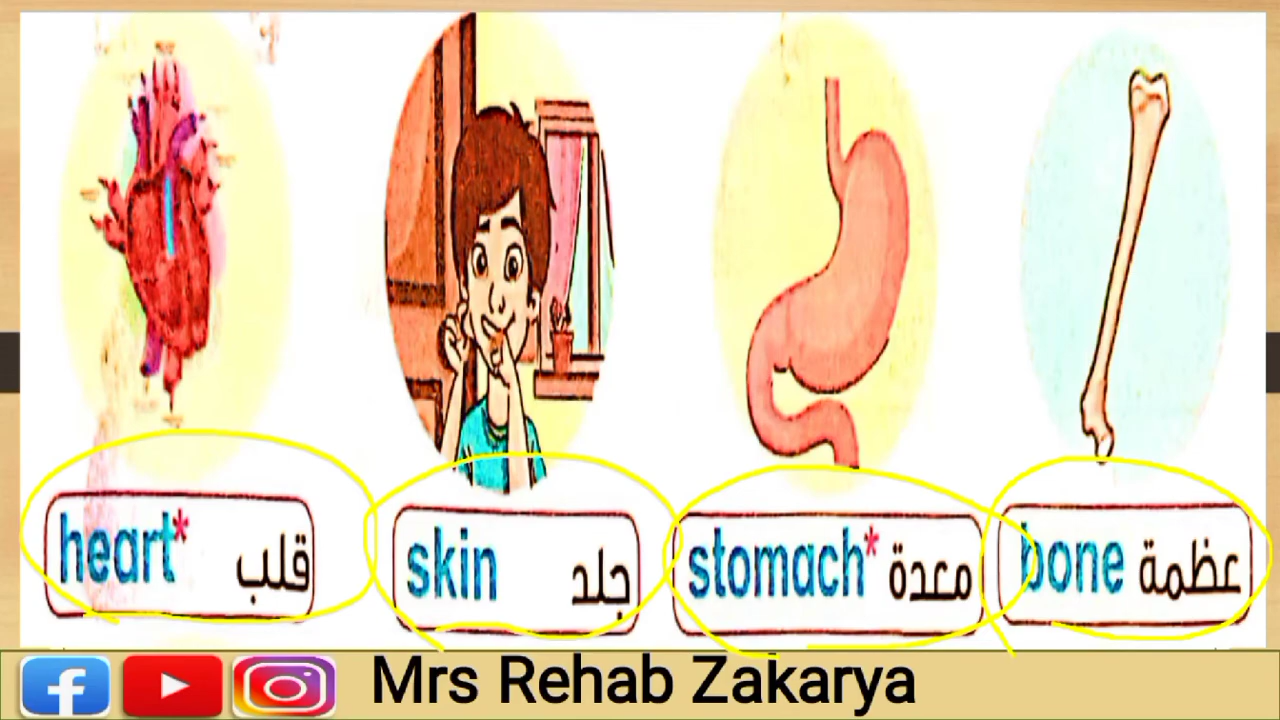 heart* قلب
skin جلد
stomach* معدة
bone عظمة
Mrs Rehab Zakarya